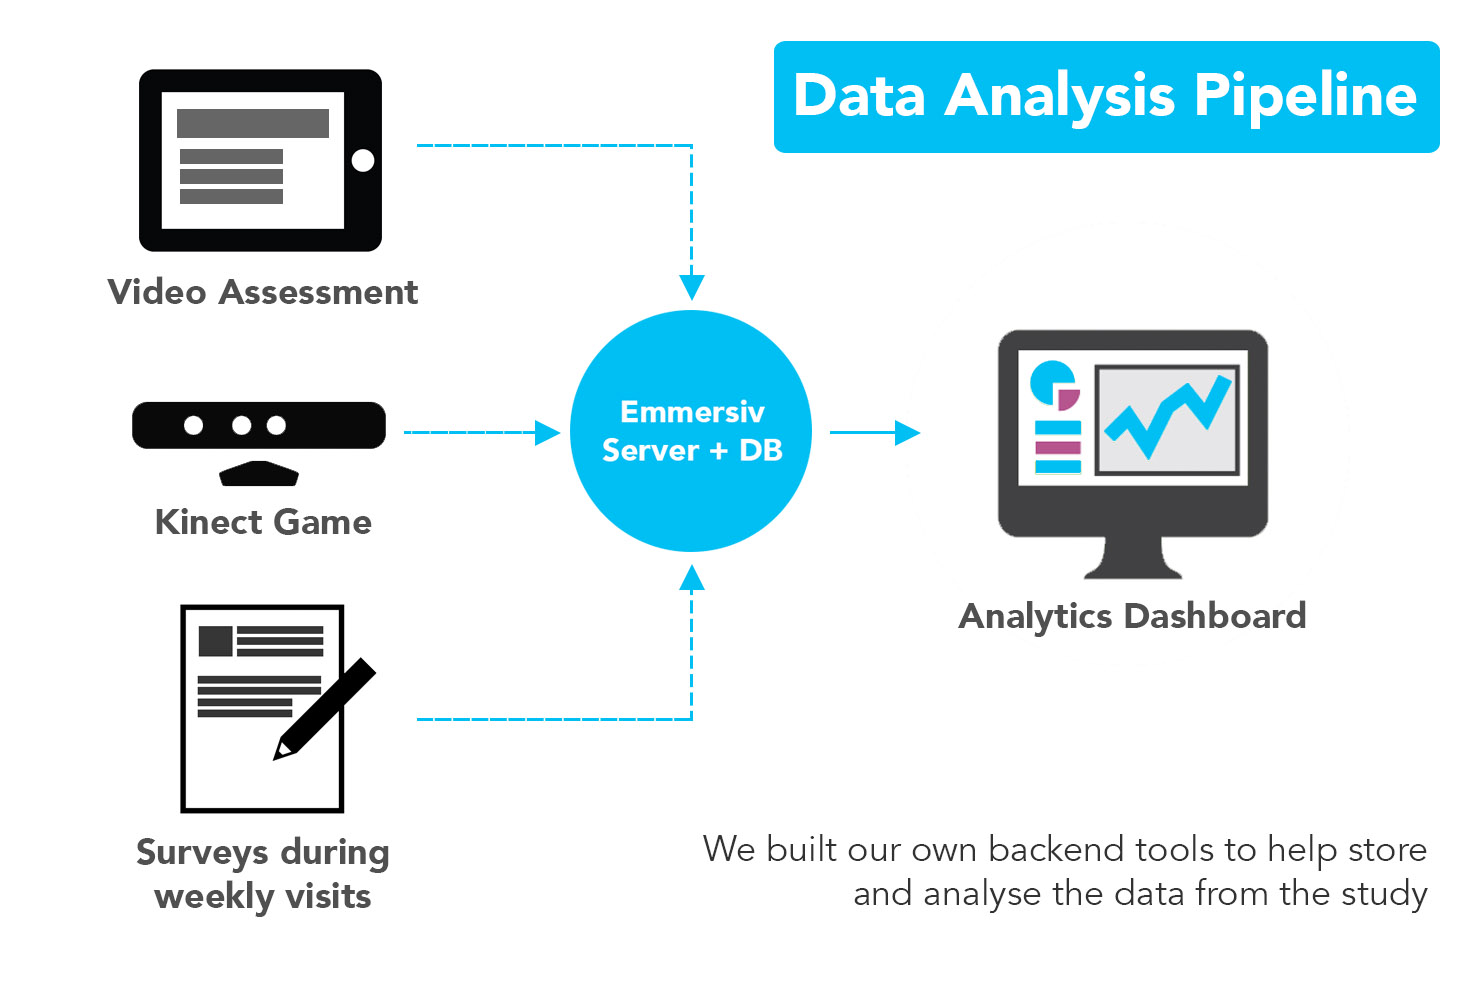 Data Analysis Pipeline
Video Assessment
Emmersiv
Server + DB
Kinect Game
Analytics Dashboard
Surveys during
weekly visits
We built our own backend tools to help store
and analyse the data from the study